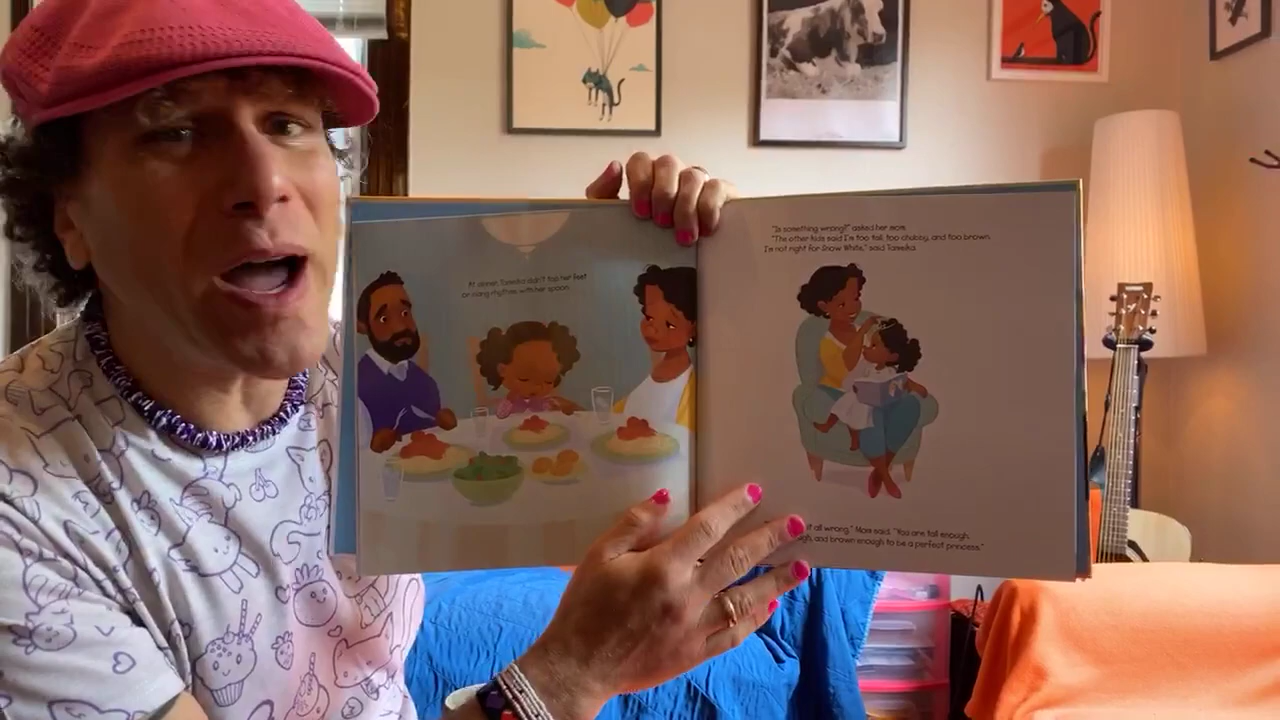 At dinner, Tameika didn't tap her feet
or clang rhythms with her spoon.
"Is something wrong?" asked her mom.
"The other kids said I'm too tall, too chubby, and too brown.
I'm not right for Snow White," said Tameika.
it all wrong," Mom said. "You are tall enough,
and brown enough to be a perfect princess."